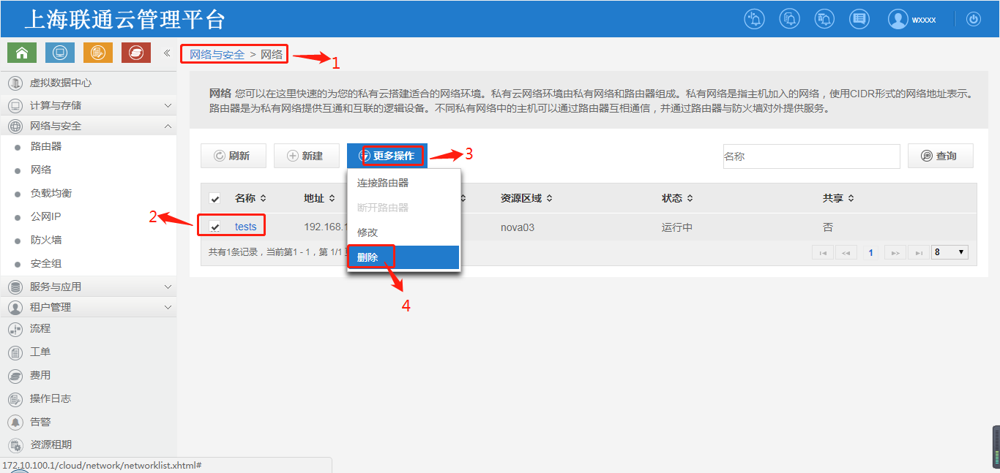 上海联通云管理平台
wxxxx
«
网络与安全 > 网络
1
虚拟数据中心
计算与存储
网络与安全
路由器
网络
负载均衡
公网IP
防火墙
安全组
服务与应用
租户管理
流程
工单
费用
操作日志
告警
资源租期
网络 您可以在这里快速的为您的私有云搭建适合的网络环境。私有云网络环境由私有网络和路由器组成。私有网络是指主机加入的网络，使用CIDR形式的网络地址表示。
路由器是为私有网络提供互通和互联的逻辑设备。不同私有网络中的主机可以通过路由器互相通信，并通过路由器与防火墙对外提供服务。
刷新
新建
更多操作
3
名称
查询
连接路由器
断开路由器
修改
删除
4
名称 地址 资源区域 状态 共享
2
tests 192.168.1 nova03 运行中 否
共有1条记录，当前第1 - 1，第 1/1
1
8
172.10.100.1/cloud/network/networklist.xhtml#